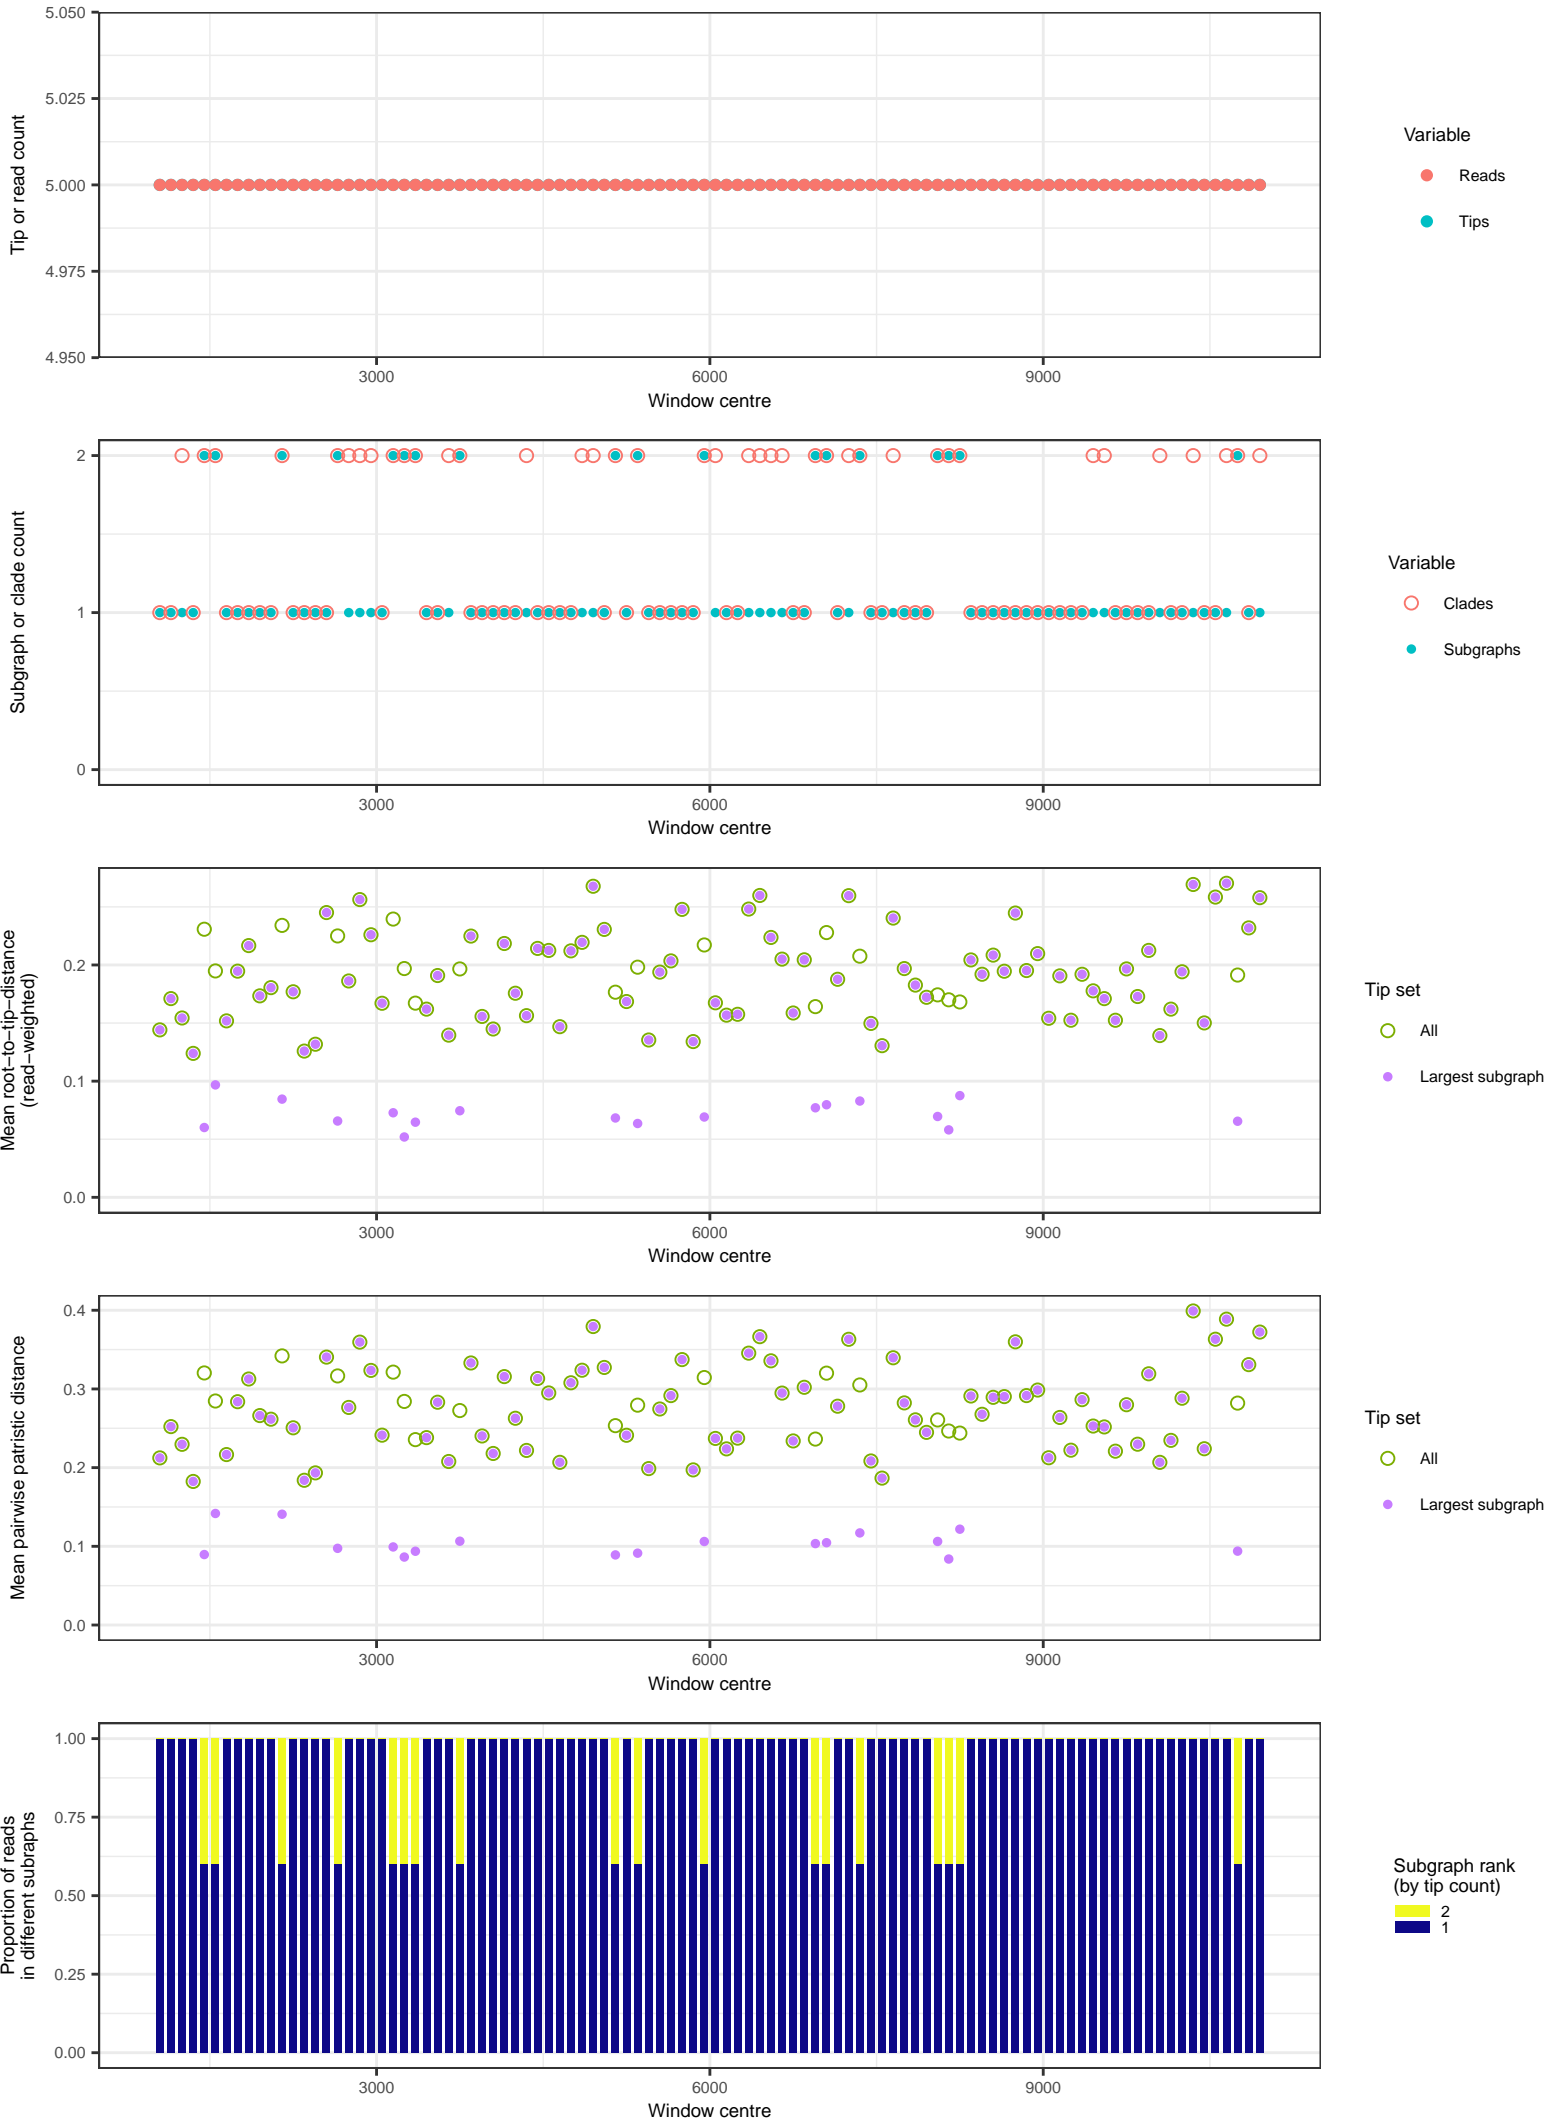 5.050
5.025
5.000
4.975
4.950
Tip or read count
3000
6000
9000
Window centre
Variable
Reads
Tips
2
1
0
Subgraph or clade count
3000
6000
9000
Window centre
Variable
Clades
Subgraphs
0.2
0.1
0.0
Mean root−to−tip−distance
(read−weighted)
3000
6000
9000
Window centre
Tip set
All
Largest subgraph
0.4
0.3
0.2
0.1
0.0
Mean pairwise patristic distance
3000
6000
9000
Window centre
Tip set
All
Largest subgraph
1.00
0.75
0.50
0.25
0.00
Proportion of reads
in different subraphs
3000
6000
9000
Window centre
Subgraph rank
(by tip count)
2
1